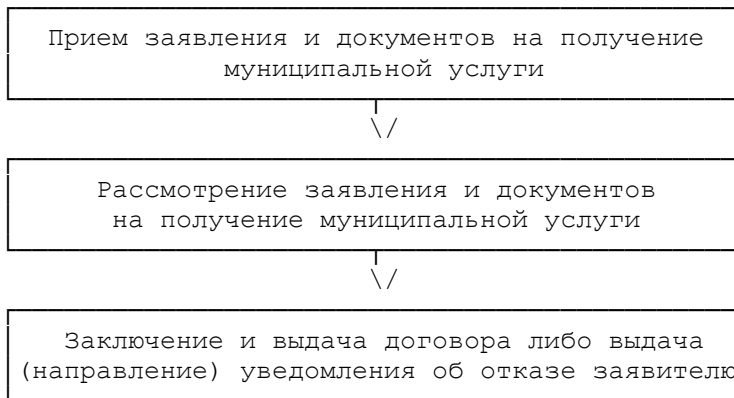 Прием заявления и документов на получение
муниципальной услуги
\/
Рассмотрение заявления и документов
на получение муниципальной услуги
\/
Заключение и выдача договора либо выдача
(направление) уведомления об отказе заявителю